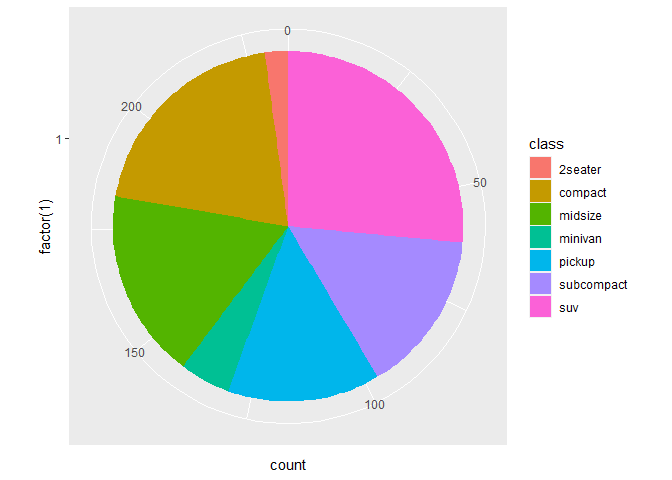 0
200
1
50
factor(1)
150
100
count
class
2seater
compact
midsize
minivan
pickup
subcompact
suv